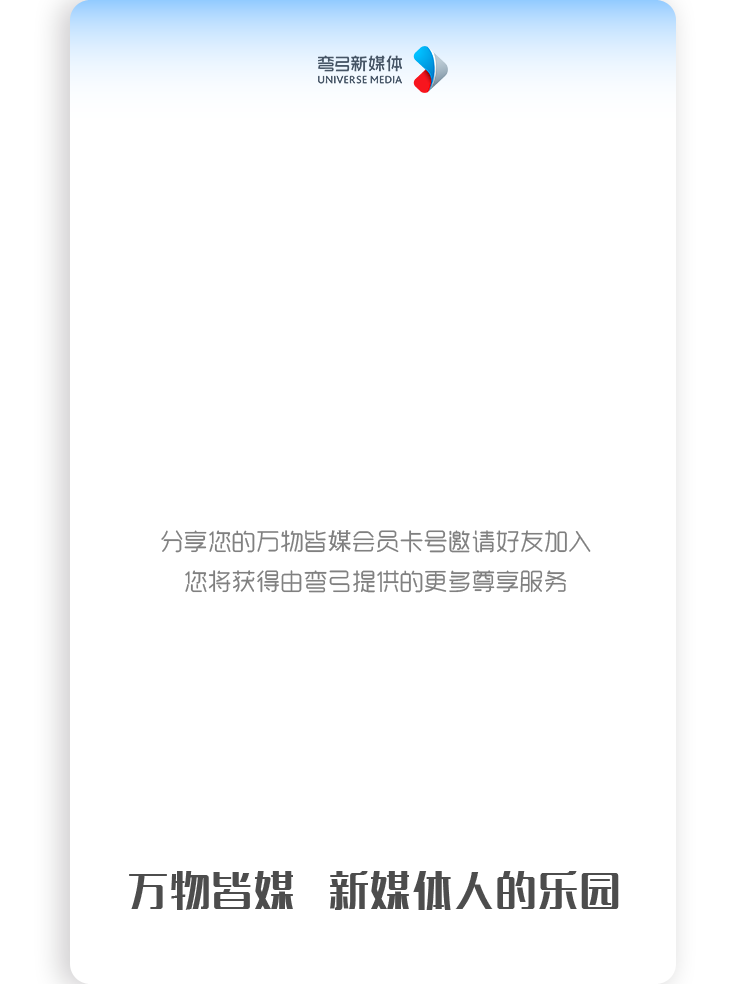 弯弓新媒体
UNIVERSE MEDIA
分享您的万物皆媒会员卡号邀请好友加入
您将获得由弯弓提供的更多尊享服务
万物皆媒 新媒体人的乐园